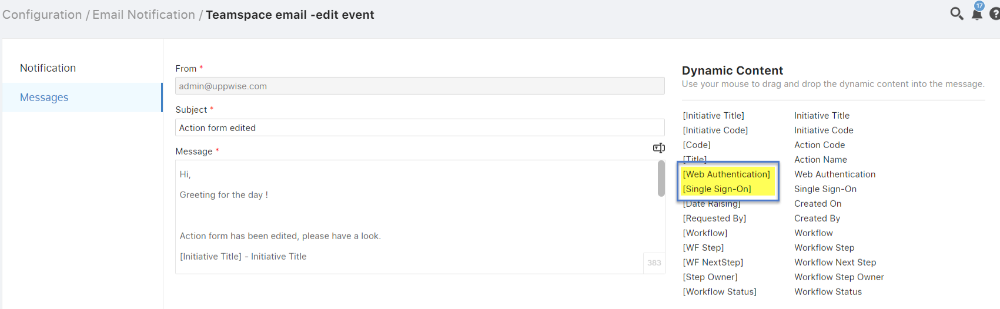 Configuration / Email Notification / Teamspace email -edit event
17
?
Notification
Messages
From *
admin@uppwise.com
Subject *
Action form edited
Message *
T
Hi,
Greeting for the day !
Action form has been edited, please have a look.
[Initiative Title] - Initiative Title
383
Dynamic Content
Use your mouse to drag and drop the dynamic content into the message.
[Initiative Title] Initiative Title
[Initiative Code] Initiative Code
[Code] Action Code
[Title] Action Name
[Web Authentication] Web Authentication
[Single Sign-On] Single Sign-On
[Date Raising] Created On
[Requested By] Created By
[Workflow] Workflow
[WF Step] Workflow Step
[WF NextStep] Workflow Next Step
[Step Owner] Workflow Step Owner
[Workflow Status] Workflow Status